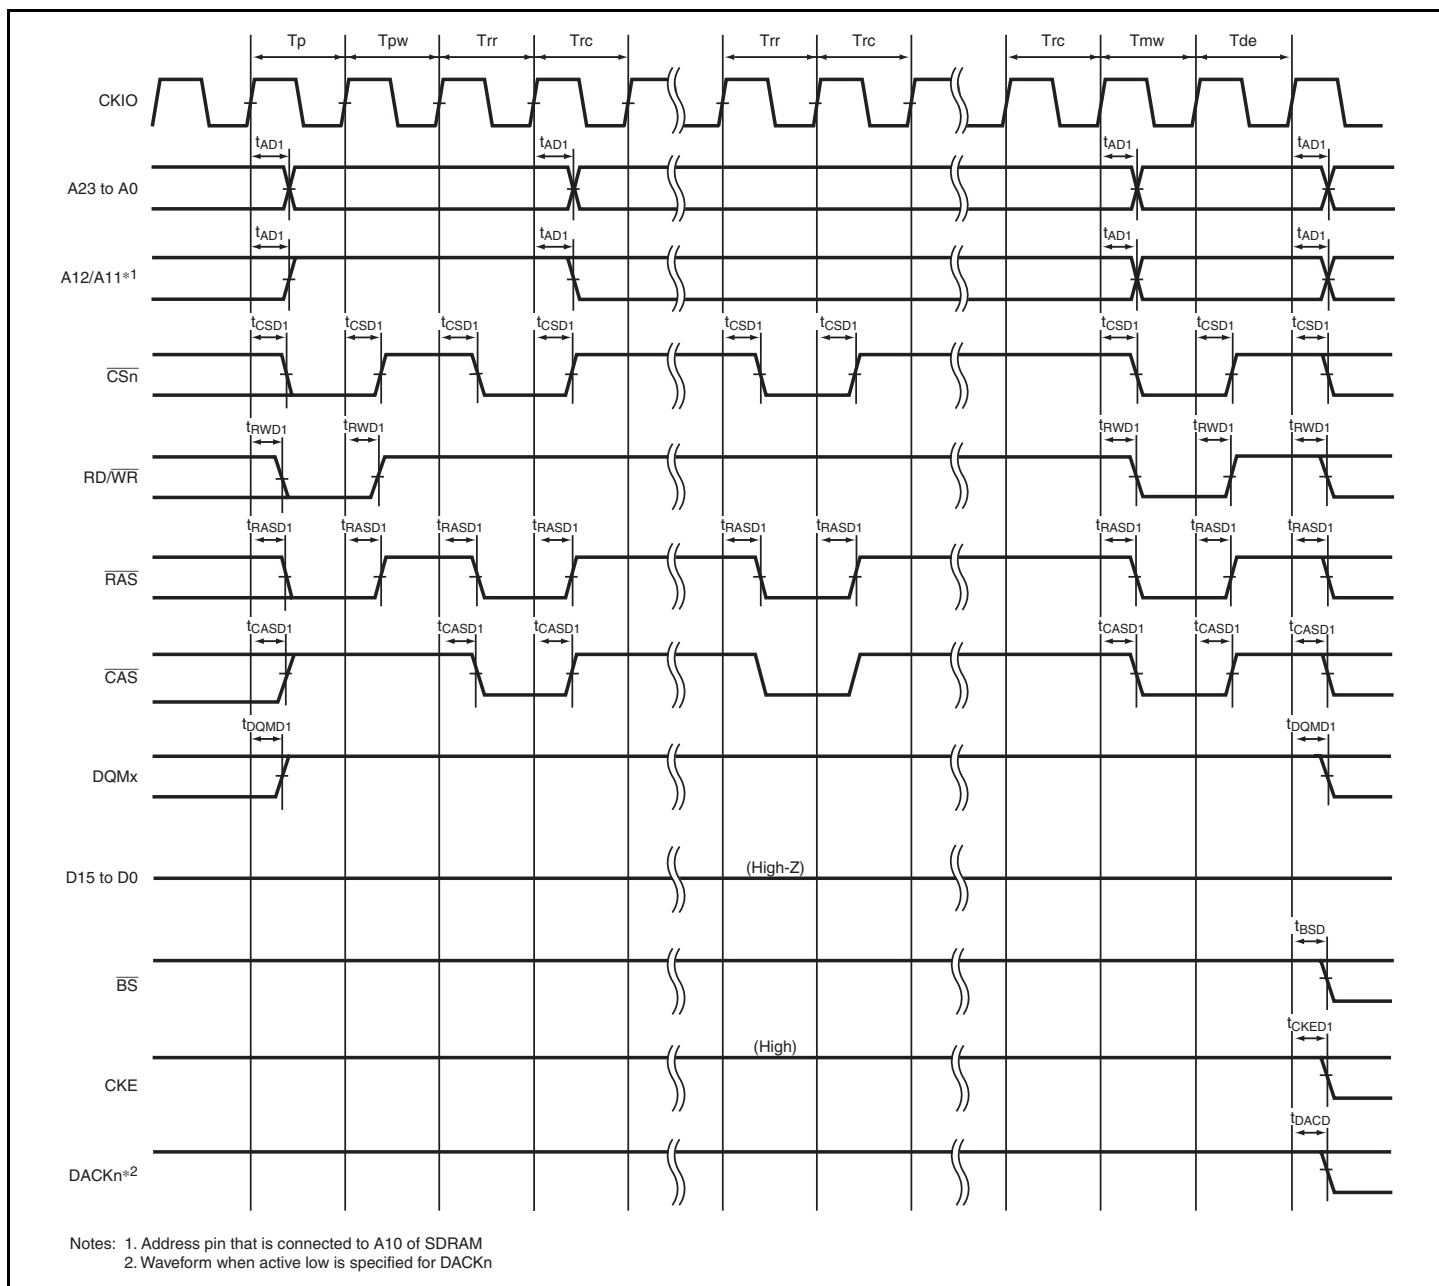 Tp Tpw Trr Trc Trr Trc Trc Tmw Tde
CKIO
tAD1 tAD1 tAD1 tAD1
A23 to A0
tAD1 tAD1 tAD1 tAD1
A12/A11*1
tCSD1 tCSD1 tCSD1 tCSD1 tCSD1 tCSD1 tCSD1 tCSD1 tCSD1
CSn
tRWD1 tRWD1 tRWD1 tRWD1 tRWD1
RD/WR
tRASD1 tRASD1 tRASD1 tRASD1 tRASD1 tRASD1 tRASD1 tRASD1 tRASD1
RAS
tCASD1 tCASD1 tCASD1 tCASD1 tCASD1 tCASD1
CAS
tDQMD1 tDQMD1
DQMx
(High-Z)
D15 to D0
tBSD
BS
tCKED1
(High)
CKE
tDACD
DACKn*2
Notes: 1. Address pin that is connected to A10 of SDRAM
2. Waveform when active low is specified for DACKn